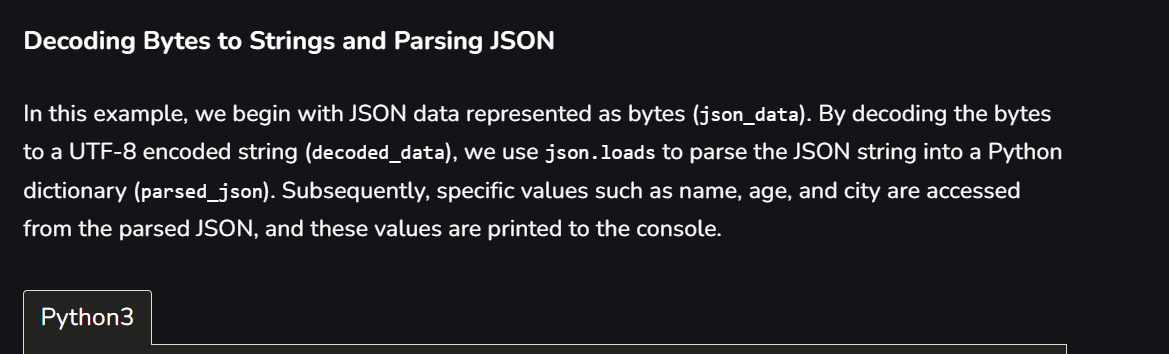 Decoding Bytes to Strings and Parsing JSON
In this example, we begin with JSON data represented as bytes (json_data). By decoding the bytes
to a UTF-8 encoded string (decoded_data), we use json.loads to parse the JSON string into a Python
dictionary (parsed_json). Subsequently, specific values such as name, age, and city are accessed
from the parsed JSON, and these values are printed to the console.
Python3